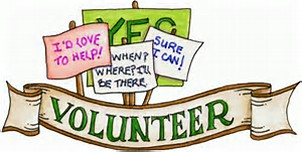 YES
I'D LOVE
TO HELP!
WHEN?
WHERE? I'LL
BE THERE.
SURE
I CAN!
VOLUNTEER